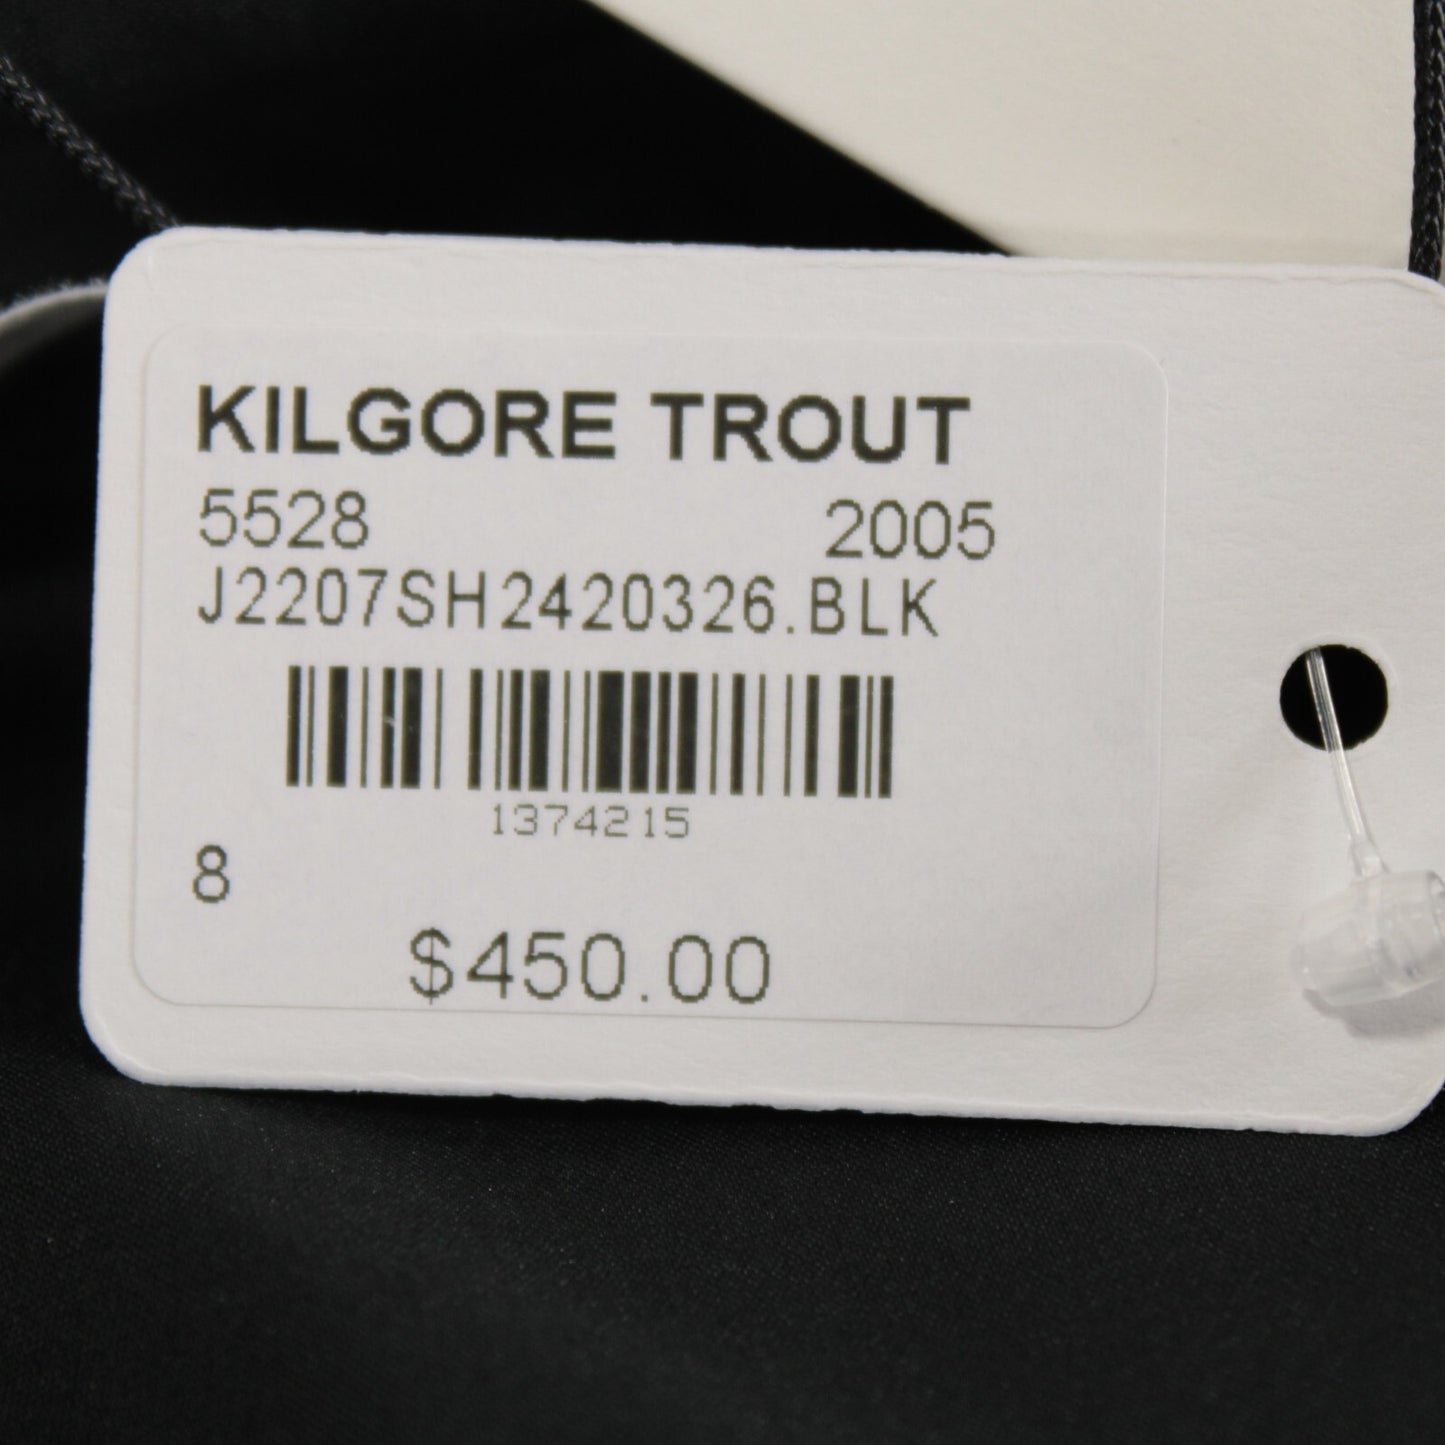 KILGORE TROUT
5528 2005
J2207SH2420326.BLK
1374215
8
$450.00